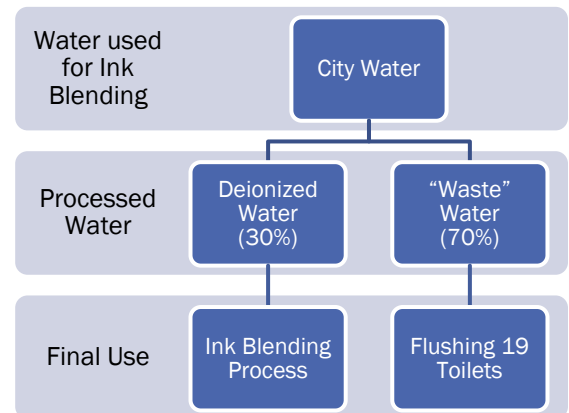 Water used
for Ink
Blending
City Water
Processed
Water
Deionized
Water
(30%)
“Waste”
Water
(70%)
Final Use
Ink Blending
Process
Flushing 19
Toilets